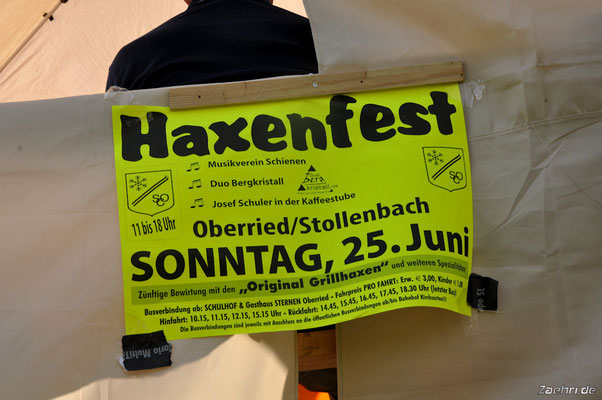 Haxenfest
Musikverein Schienen
Duo Bergkristall
Josef Schuler in der Kaffeestube
Berg
kristall.com
11 bis 18 Uhr
Oberried/Stollenbach
SONNTAG, 25. Juni
Zünftige Bewirtung mit den „Original Grillhaxen" und weiteren Spezialitäten
Busverbindung ab: SCHULHOF & Gasthaus STERNEN Oberried - Fahrpreis PRO FAHRT: Erw. € 3,00, Kinder €
Hinfahrt: 10.15, 11.15, 12.15, 15.15 Uhr - Rückfahrt: 14.45, 15.45, 16.45, 17.45, 18.30 Uhr (letzter Bus)
Die Busverbindungen sind jeweils mit Anschluss an die öffentlichen Busverbindungen ab/bis Bahnhof Kirchzarten!
Zaehri.de